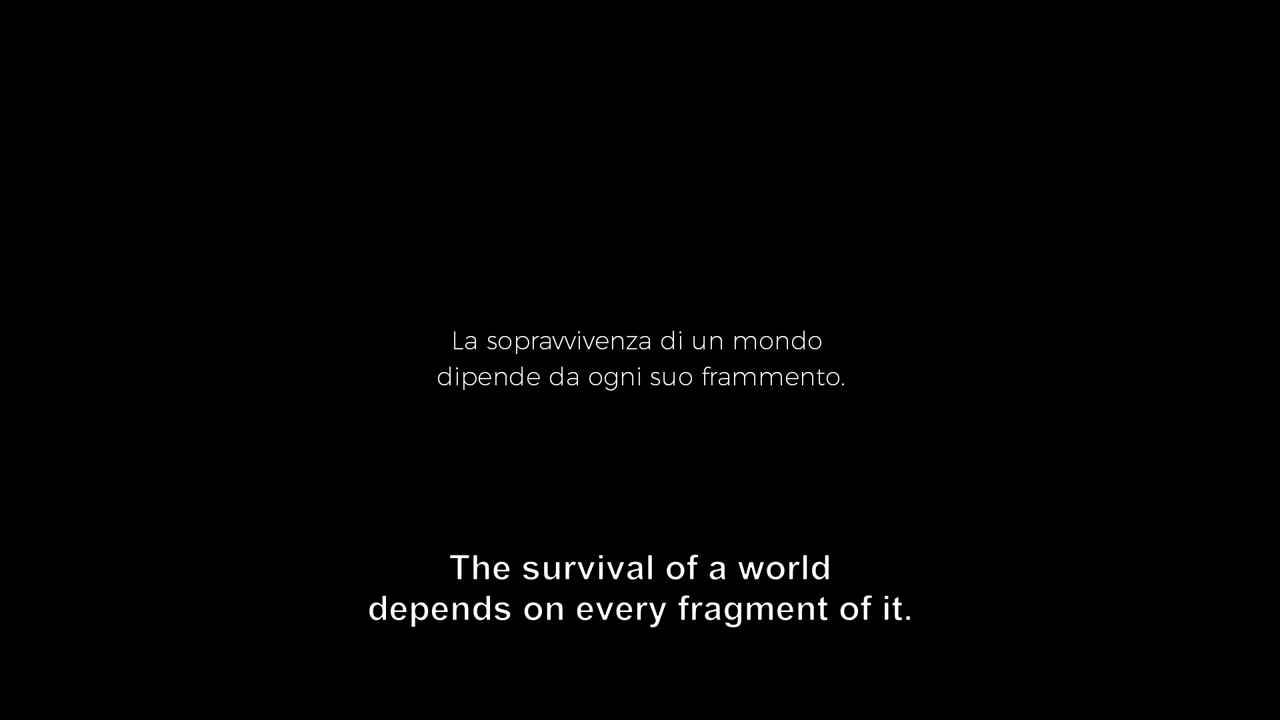 La sopravvivenza di un mondo
dipende da ogni suo frammento.
The survival of a world
depends on every fragment of it.